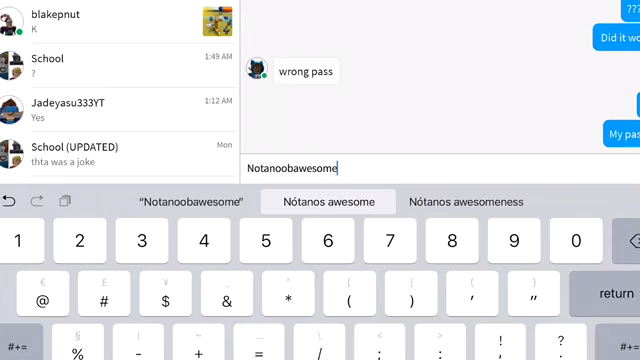 blakepnut
K
School
1:49 AM
?
Jadeyasu333YT
1:12 AM
Yes
School (UPDATED)
Mon
thta was a joke
???
Did it wo
wrong pass
My pas
Notanoobawesome
“Notanoobawesome”
Nótanos awesome
Nótanos awesomeness
1 2 3 4 5 6 7 8 9 0
€ £ ¥ _ ^ [ ] { }
@ # $ & * ( ) ' "
return
§ | ~ … \ < > ! ?
#+= % - + = / ; : , . #+=